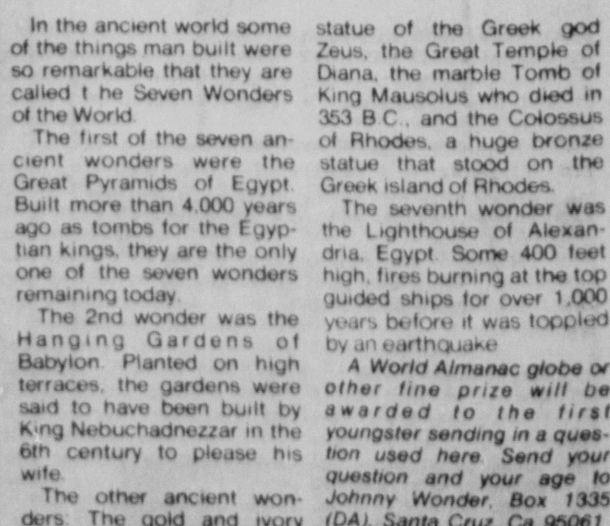 In the ancient world some
of the things man built were
so remarkable that they are
called t he Seven Wonders
of the World.
The first of the seven an-
cient wonders were the
Great Pyramids of Egypt.
Built more than 4,000 years
ago as tombs for the Egyp-
tian kings, they are the only
one of the seven wonders
remaining today.
The 2nd wonder was the
Hanging Gardens of
Babylon. Planted on high
terraces, the gardens were
said to have been built by
King Nebuchadnezzar in the
6th century to please his
wife.
The other ancient won-
ders: The gold and ivory
statue of the Greek god
Zeus, the Great Temple of
Diana, the marble Tomb of
King Mausolus who died in
353 B.C., and the Colossus
of Rhodes, a huge bronze
statue that stood on the
Greek island of Rhodes.
The seventh wonder was
the Lighthouse of Alexan-
dria, Egypt. Some 400 feet
high, fires burning at the top
guided ships for over 1,000
years before it was toppled
by an earthquake
A World Almanac globe or
other fine prize will be
awarded to the first
youngster sending in a ques-
tion used here. Send your
question and your age to
Johnny Wonder, Box 1335
(DA), Santa Cruz, Ca. 95061.